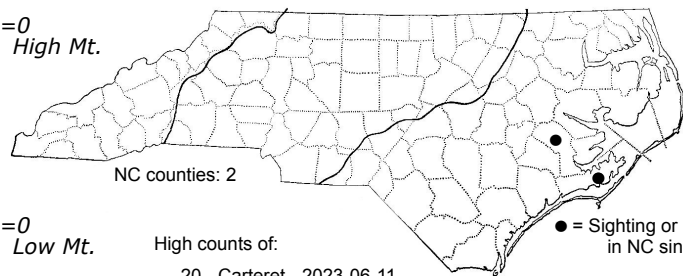 =0
High Mt.
NC counties: 2
=0
Low Mt.
High counts of:
20 - Carteret - 2023-06-11
● = Sighting or
in NC sin